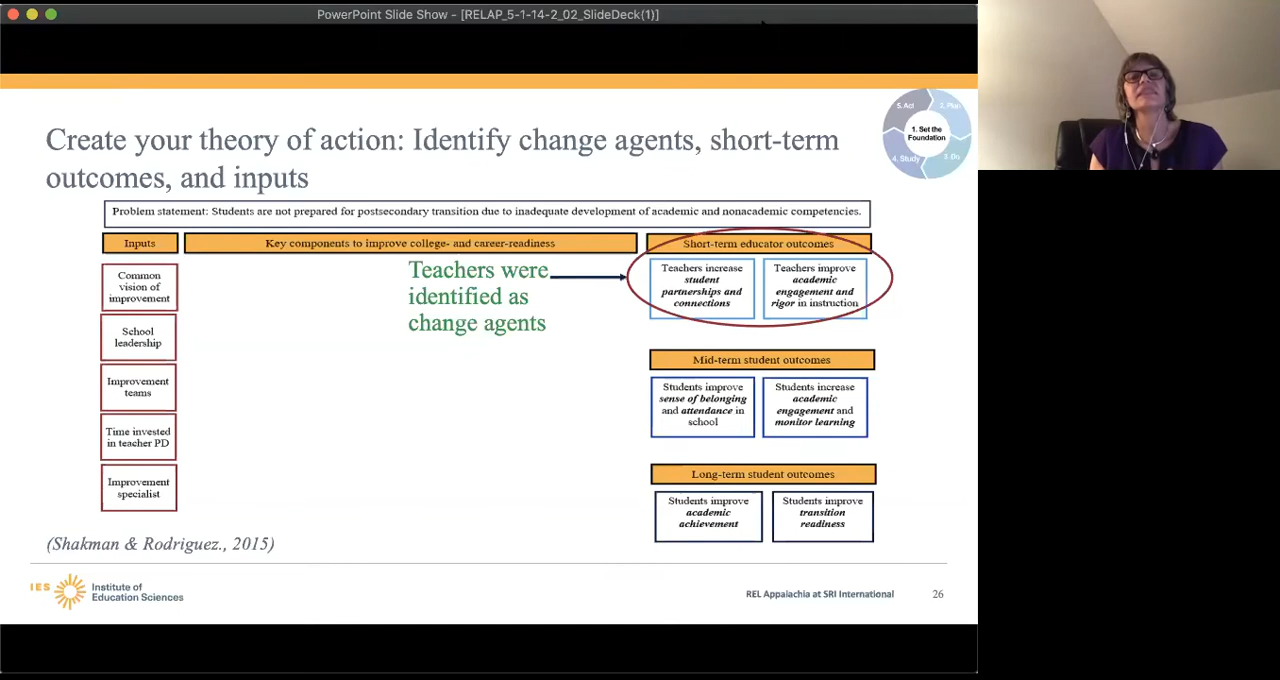 PowerPoint Slide Show - [RELAP_5-1-14-2_02_SlideDeck(1)]
Create your theory of action: Identify change agents, short-term
outcomes, and inputs
5. Act
2. Plan
1. Set the
Foundation
4. Study
3. Do
Problem statement: Students are not prepared for postsecondary transition due to inadequate development of academic and nonacademic competencies.
Inputs
Key components to improve college- and career-readiness
Short-term educator outcomes
Common
vision of
improvement
School
leadership
Improvement
teams
Time invested
in teacher PD
Improvement
specialist
Teachers were
identified as
change agents
Teachers increase
student
partnerships and
connections
Teachers improve
academic
engagement and
rigor in instruction
Mid-term student outcomes
Students improve
sense of belonging
and attendance in
school
Students increase
academic
engagement and
monitor learning
Long-term student outcomes
Students improve
academic
achievement
Students improve
transition
readiness
(Shakman & Rodriguez., 2015)
IES
Institute of
Education Sciences
REL Appalachia at SRI International
26